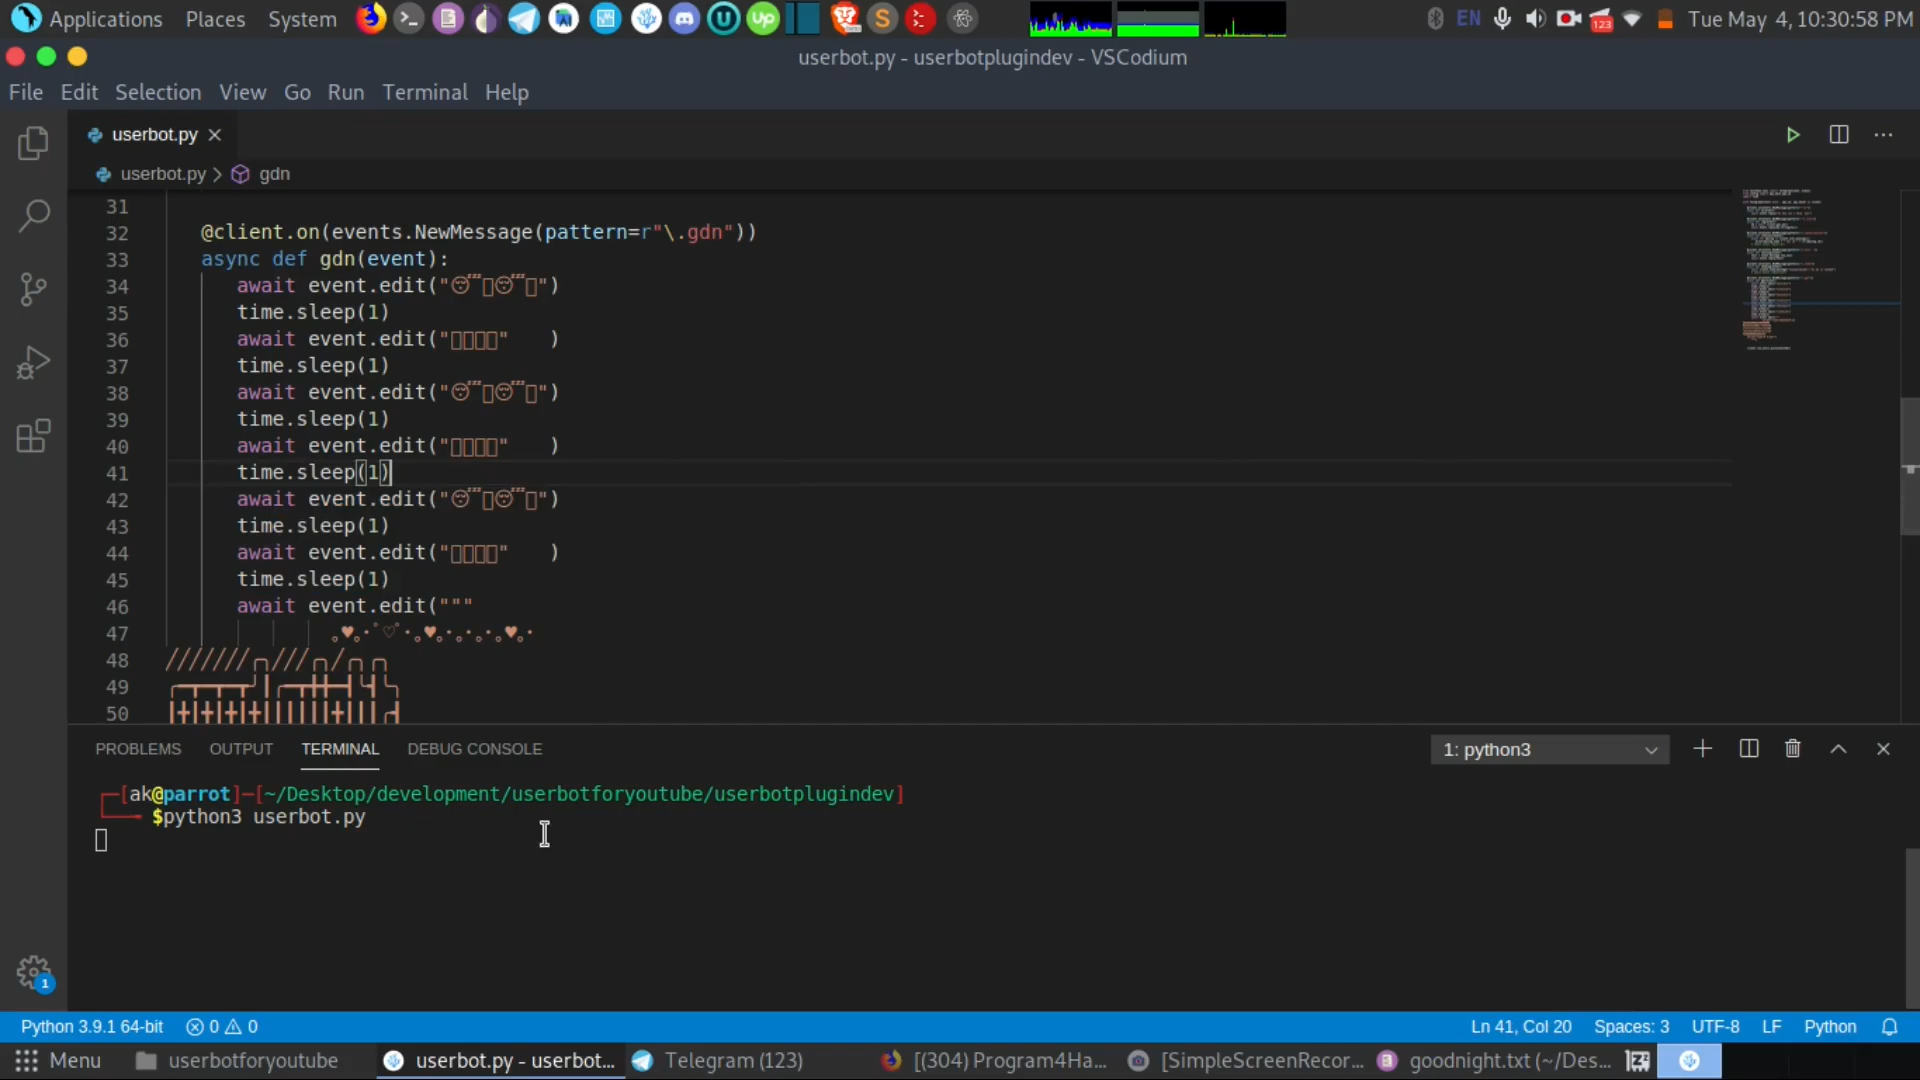 Applications Places System
EN
123
Tue May 4, 10:30:58 PM
userbot.py - userbotplugindev - VSCodium
File Edit Selection View Go Run Terminal Help
userbot.py
userbot.py > gdn
31
32 @client.on(events.NewMessage(pattern=r"\.gdn"))
33 async def gdn(event):
34 await event.edit("😴▯😴▯")
35 time.sleep(1)
36 await event.edit("▯▯▯▯" )
37 time.sleep(1)
38 await event.edit("😴▯😴▯")
39 time.sleep(1)
40 await event.edit("▯▯▯▯" )
41 time.sleep(1)
42 await event.edit("😴▯😴▯")
43 time.sleep(1)
44 await event.edit("▯▯▯▯" )
45 time.sleep(1)
46 await event.edit("""
47 ｡♥｡･ﾟ♡ﾟ･｡♥｡･｡･｡･｡♥｡･
48 ╱╱╱╱╱╱╱╭╮╱╱╱╭╮╱╭╮╭╮
49 ╭━┳━┳━┳╯┃╭━┳╋╋━┫╰┫╰╮
50 ┃╋┃╋┃╋┃╋┃┃┃┃┃┃╋┃┃┃╭┫
PROBLEMS OUTPUT TERMINAL DEBUG CONSOLE
1: python3
┌─[ak@parrot]─[~/Desktop/development/userbotforyoutube/userbotplugindev]
└──╼ $python3 userbot.py
1
Python 3.9.1 64-bit 0 0
Ln 41, Col 20 Spaces: 3 UTF-8 LF Python
Menu userbotforyoutube userbot.py - userbot... Telegram (123) [(304) Program4Ha... [SimpleScreenRecor... goodnight.txt (~/Des...